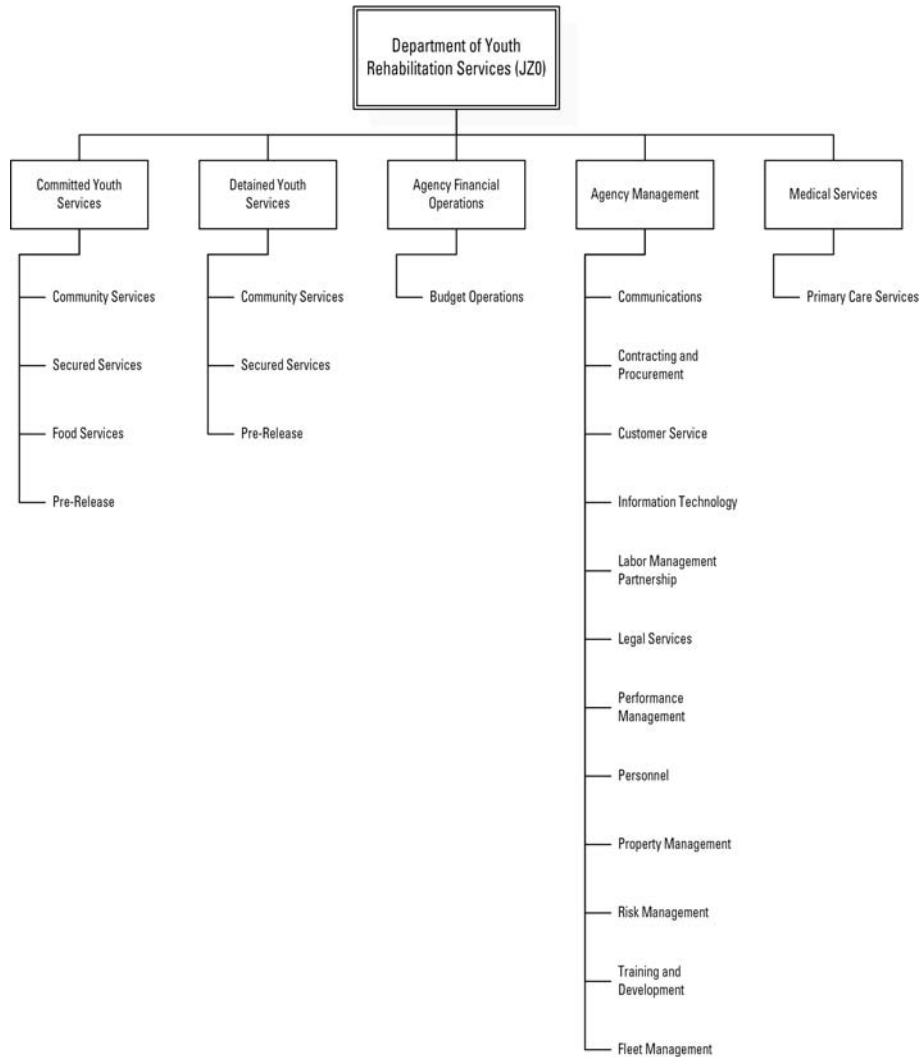 Department of Youth
Rehabilitation Services (JZ0)
Committed Youth
Services
Detained Youth
Services
Agency Financial
Operations
Agency Management
Medical Services
Community Services
Secured Services
Food Services
Pre-Release
Community Services
Secured Services
Pre-Release
Budget Operations
Communications
Contracting and
Procurement
Customer Service
Information Technology
Labor Management
Partnership
Legal Services
Performance
Management
Personnel
Property Management
Risk Management
Training and
Development
Fleet Management
Primary Care Services